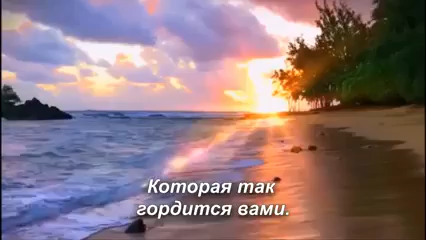 Которая так
гордится вами.